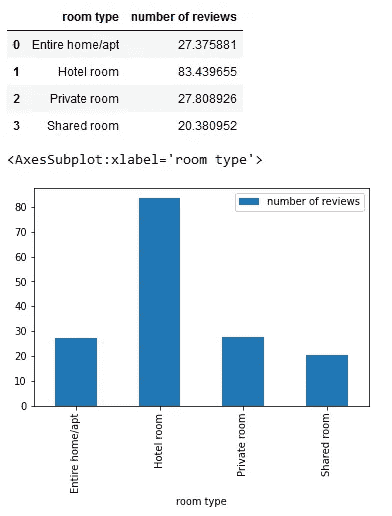 room type number of reviews
0 Entire home/apt 27.375881
1 Hotel room 83.439655
2 Private room 27.808926
3 Shared room 20.380952
<AxesSubplot:xlabel='room type'>
number of reviews
80
70
60
50
40
30
20
10
0
Entire home/apt
Hotel room
Private room
Shared room
room type